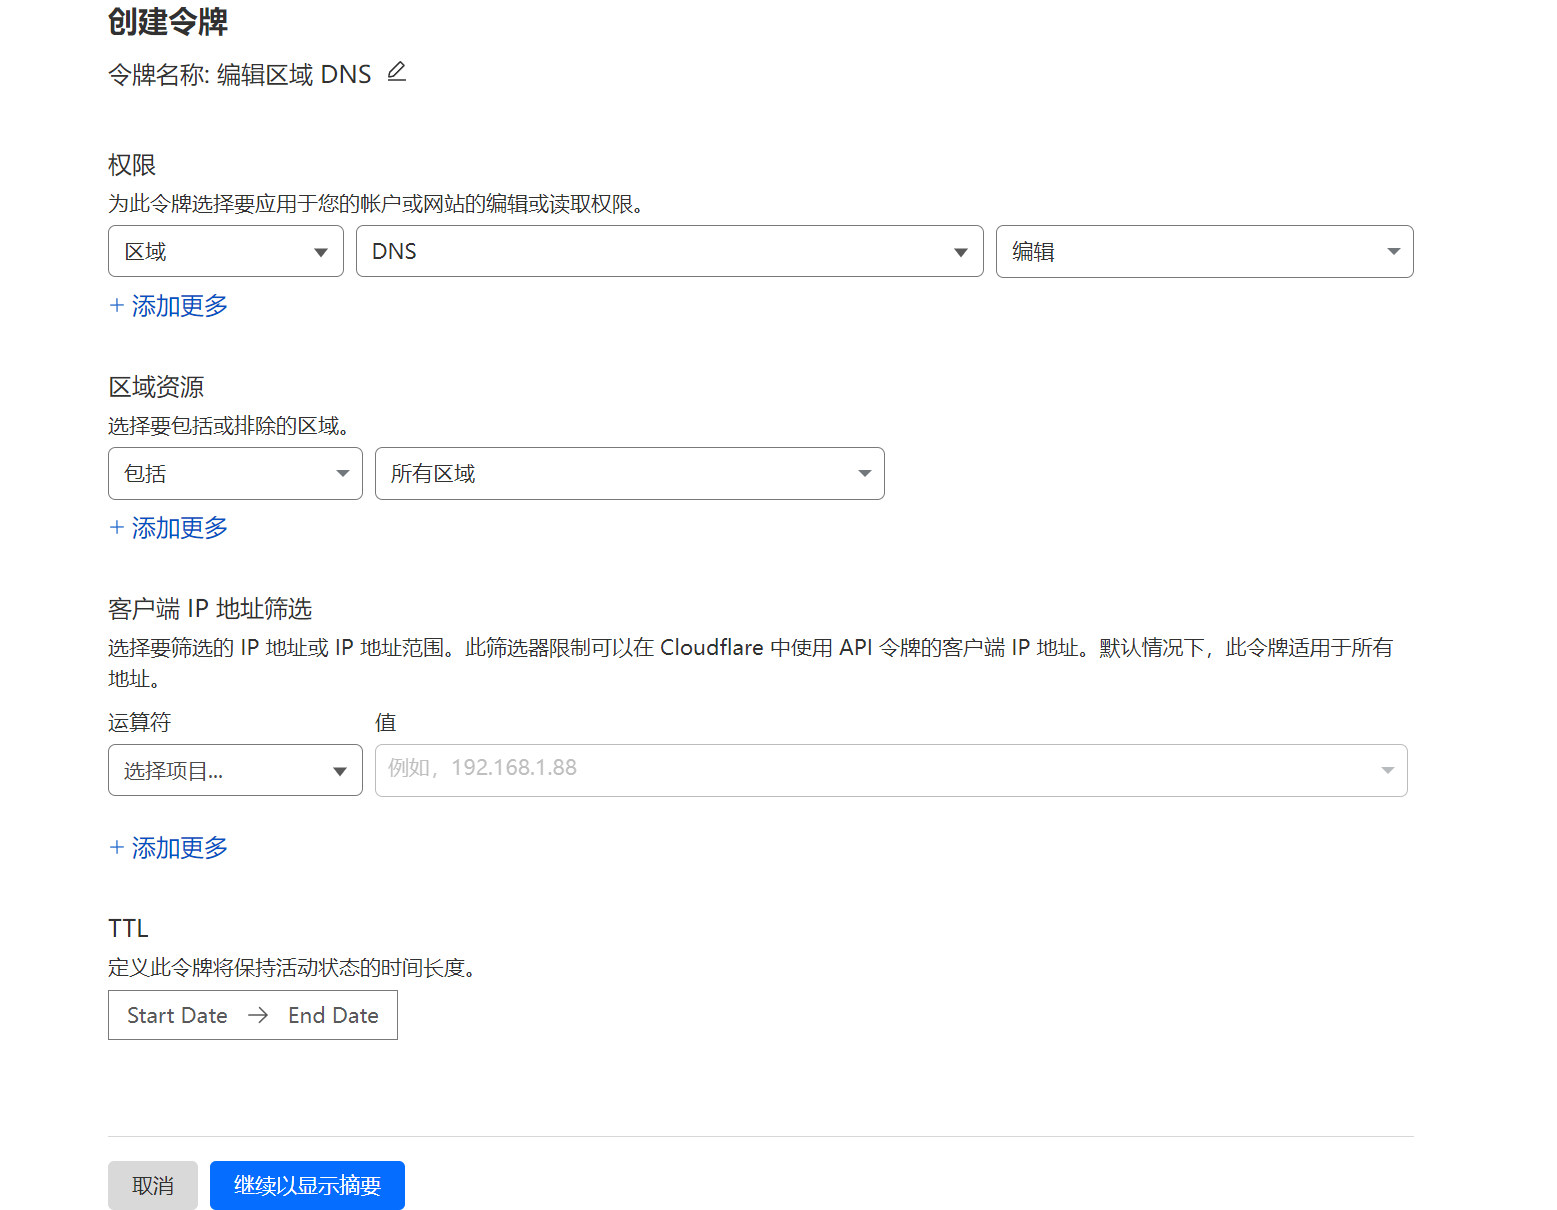 创建令牌
令牌名称: 编辑区域 DNS
权限
为此令牌选择要应用于您的帐户或网站的编辑或读取权限。
区域 DNS 编辑
+ 添加更多
区域资源
选择要包括或排除的区域。
包括 所有区域
+ 添加更多
客户端 IP 地址筛选
选择要筛选的 IP 地址或 IP 地址范围。此筛选器限制可以在 Cloudflare 中使用 API 令牌的客户端 IP 地址。默认情况下，此令牌适用于所有
地址。
运算符 值
选择项目... 例如，192.168.1.88
+ 添加更多
TTL
定义此令牌将保持活动状态的时间长度。
Start Date → End Date
取消 继续以显示摘要